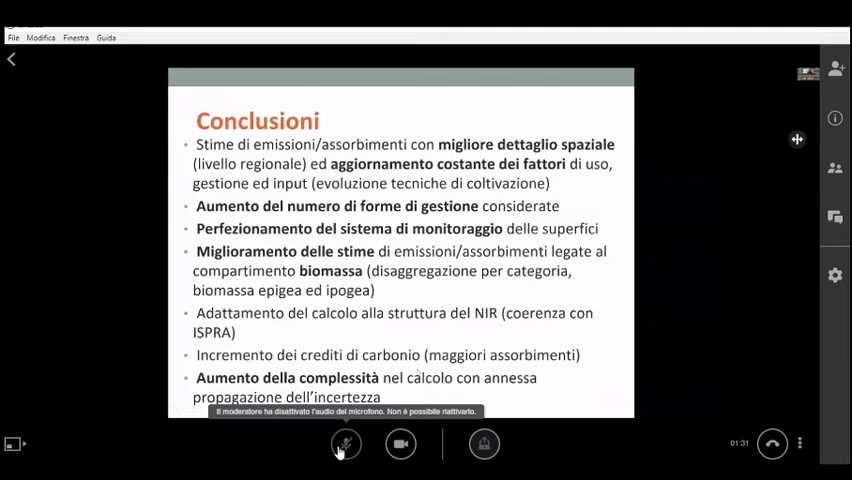 File Modifica Finestra Guida
Conclusioni
Stime di emissioni/assorbimenti con migliore dettaglio spaziale
(livello regionale) ed aggiornamento costante dei fattori di uso,
gestione ed input (evoluzione tecniche di coltivazione)
Aumento del numero di forme di gestione considerate
Perfezionamento del sistema di monitoraggio delle superfici
Miglioramento delle stime di emissioni/assorbimenti legate al
compartimento biomassa (disaggregazione per categoria,
biomassa epigea ed ipogea)
Adattamento del calcolo alla struttura del NIR (coerenza con
ISPRA)
Incremento dei crediti di carbonio (maggiori assorbimenti)
Aumento della complessità nel calcolo con annessa
propagazione dell'incertezza
Il moderatore ha disattivato l'audio del microfono. Non è possibile riattivarlo.
01:31